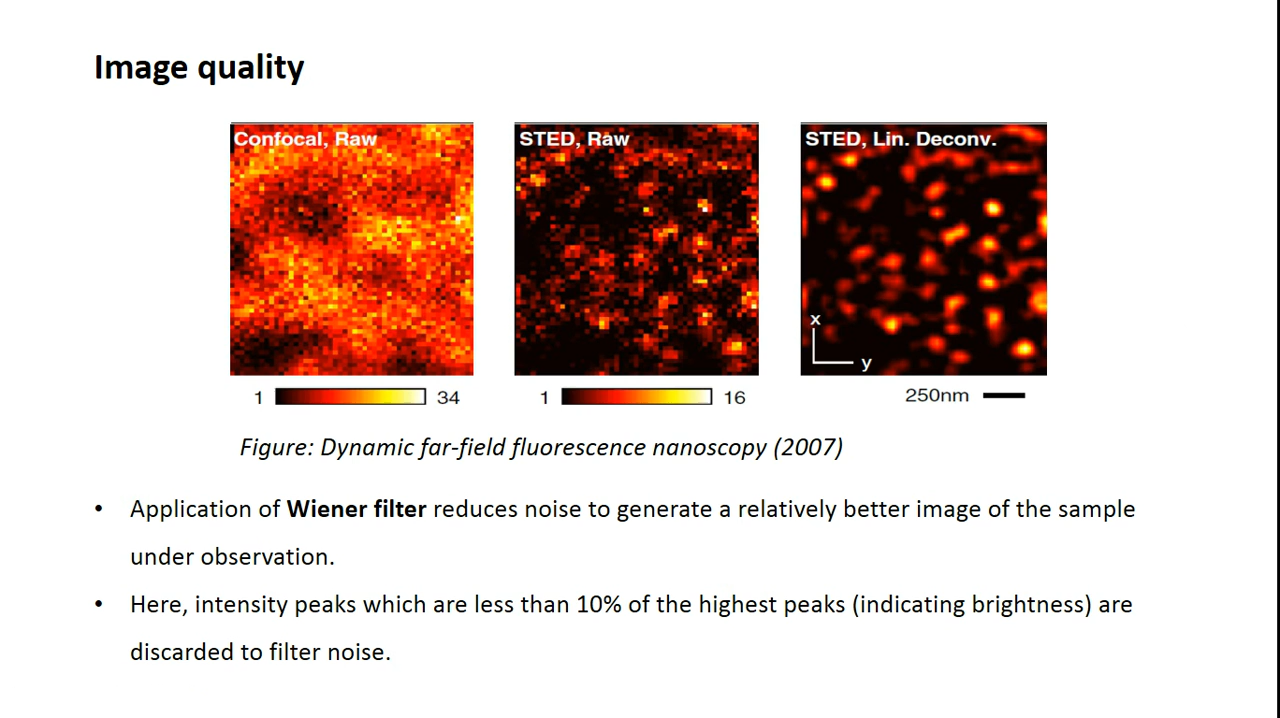 Image quality
Confocal, Raw
STED, Raw
STED, Lin. Deconv.
x
y
1 34
1 16
250nm
Figure: Dynamic far-field fluorescence nanoscopy (2007)
• Application of Wiener filter reduces noise to generate a relatively better image of the sample
under observation.
• Here, intensity peaks which are less than 10% of the highest peaks (indicating brightness) are
discarded to filter noise.